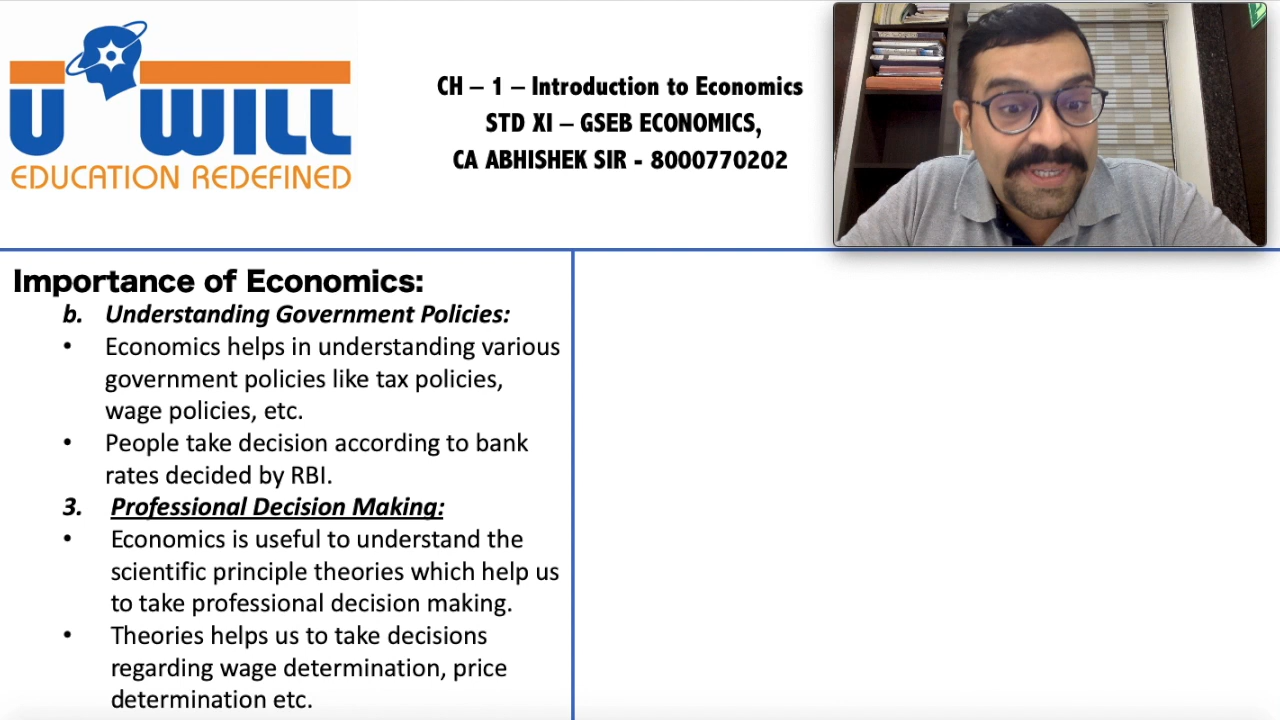 U WILL
EDUCATION REDEFINED
CH – 1 – Introduction to Economics
STD XI – GSEB ECONOMICS,
CA ABHISHEK SIR - 8000770202
Importance of Economics:
b. Understanding Government Policies:
• Economics helps in understanding various
government policies like tax policies,
wage policies, etc.
• People take decision according to bank
rates decided by RBI.
3. Professional Decision Making:
• Economics is useful to understand the
scientific principle theories which help us
to take professional decision making.
• Theories helps us to take decisions
regarding wage determination, price
determination etc.